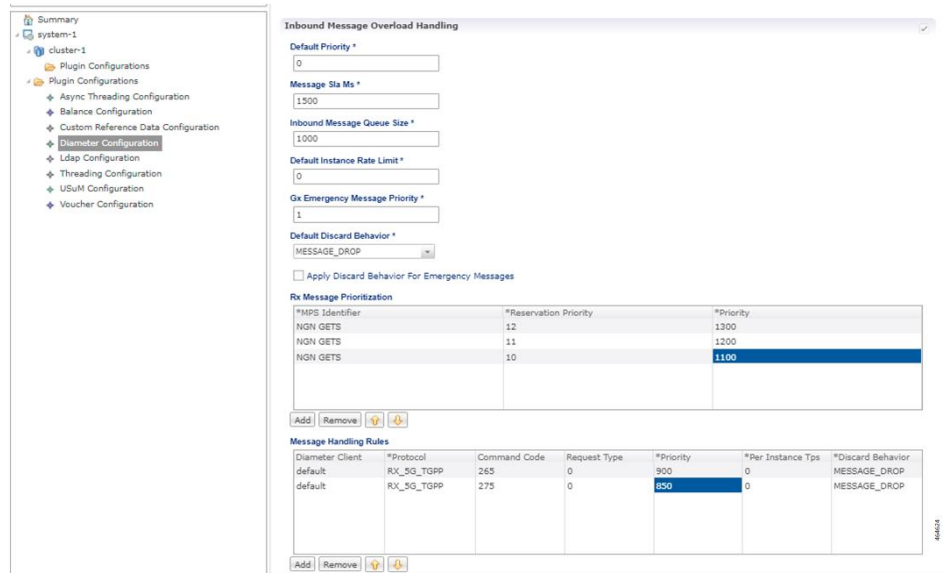 Summary
system-1
cluster-1
Plugin Configurations
Plugin Configurations
Async Threading Configuration
Balance Configuration
Custom Reference Data Configuration
Diameter Configuration
Ldap Configuration
Threading Configuration
USuM Configuration
Voucher Configuration
Inbound Message Overload Handling
Default Priority *
0
Message Sla Ms *
1500
Inbound Message Queue Size *
1000
Default Instance Rate Limit *
0
Gx Emergency Message Priority *
1
Default Discard Behavior *
MESSAGE_DROP
Apply Discard Behavior For Emergency Messages
Rx Message Prioritization
*MPS Identifier *Reservation Priority *Priority
NGN GETS 12 1300
NGN GETS 11 1200
NGN GETS 10 1100
Add Remove
Message Handling Rules
Diameter Client *Protocol Command Code Request Type *Priority *Per Instance Tps *Discard Behavior
default RX_5G_TGPP 265 0 900 0 MESSAGE_DROP
default RX_5G_TGPP 275 0 850 0 MESSAGE_DROP
Add Remove
464624